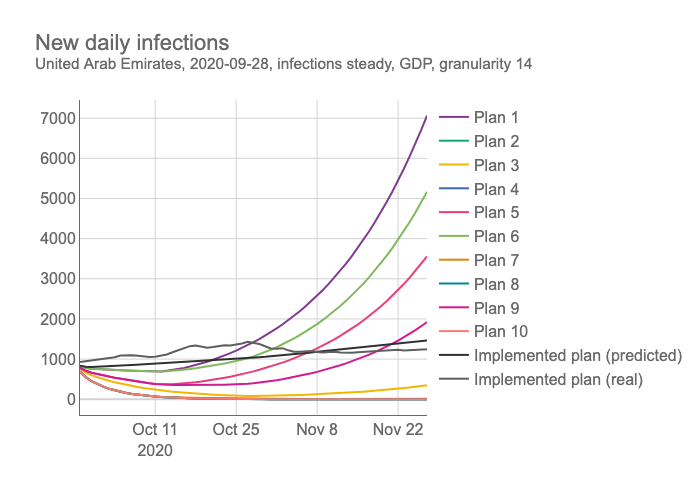 New daily infections
United Arab Emirates, 2020-09-28, infections steady, GDP, granularity 14
7000
6000
5000
4000
3000
2000
1000
0
Oct 11
2020
Oct 25
Nov 8
Nov 22
Plan 1
Plan 2
Plan 3
Plan 4
Plan 5
Plan 6
Plan 7
Plan 8
Plan 9
Plan 10
Implemented plan (predicted)
Implemented plan (real)